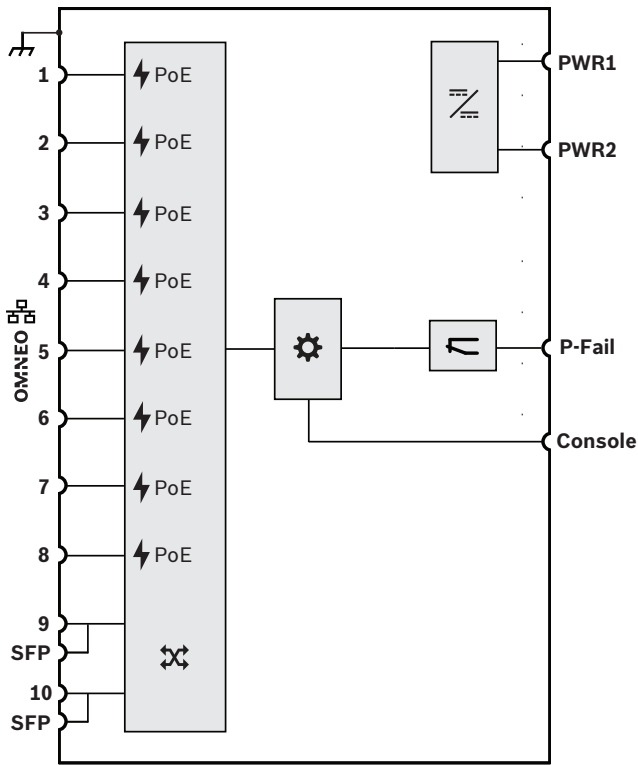 1 PoE
2 PoE
3 PoE
4 PoE
5 PoE
6 PoE
7 PoE
8 PoE
9
SFP
10
SFP
OMNEO
PWR1
PWR2
P-Fail
Console